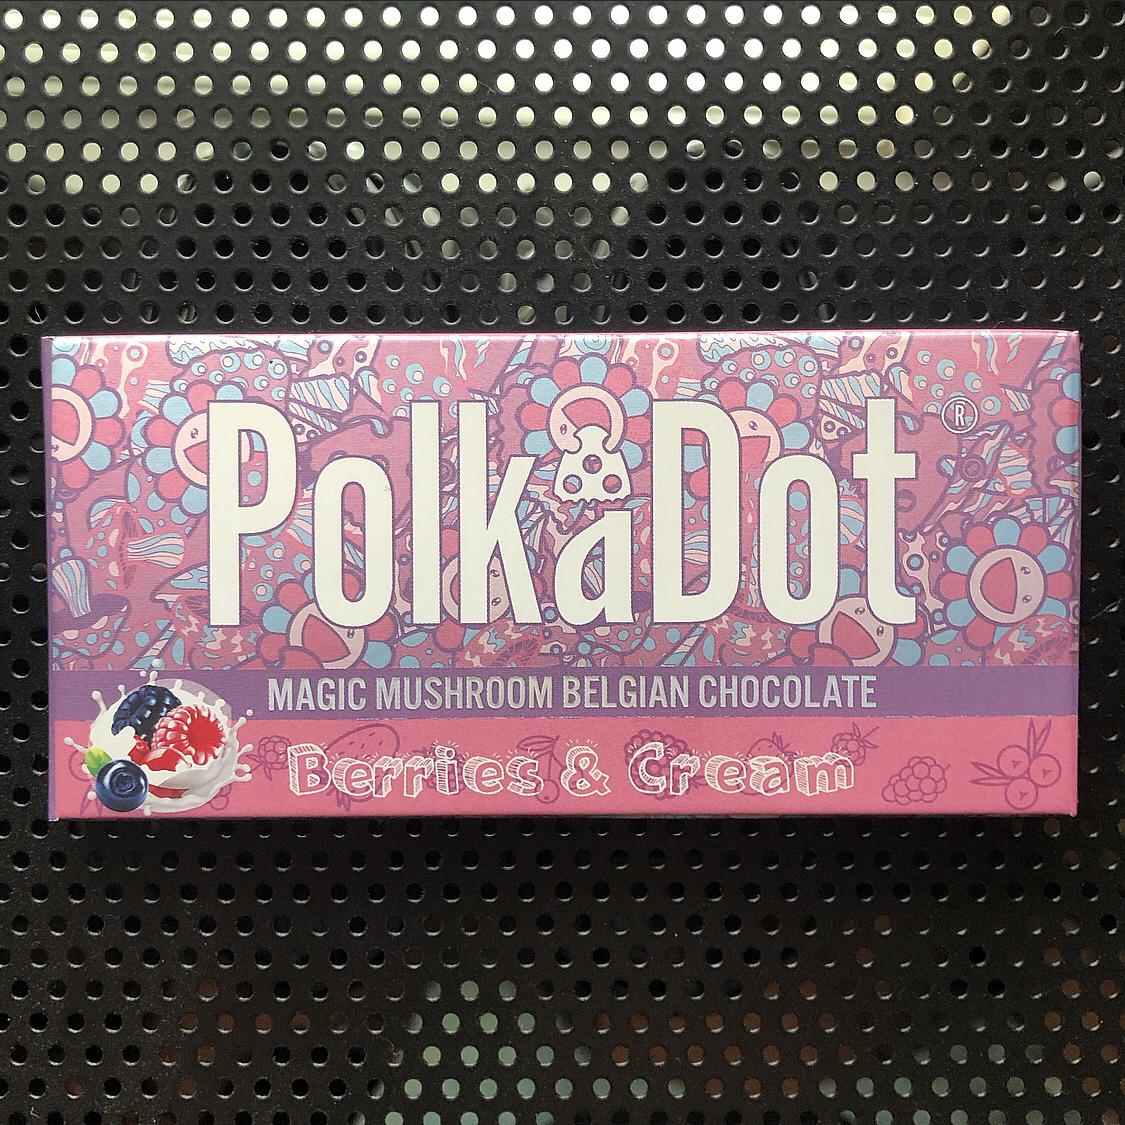 PolkaDot ®
MAGIC MUSHROOM BELGIAN CHOCOLATE
Berries & Cream